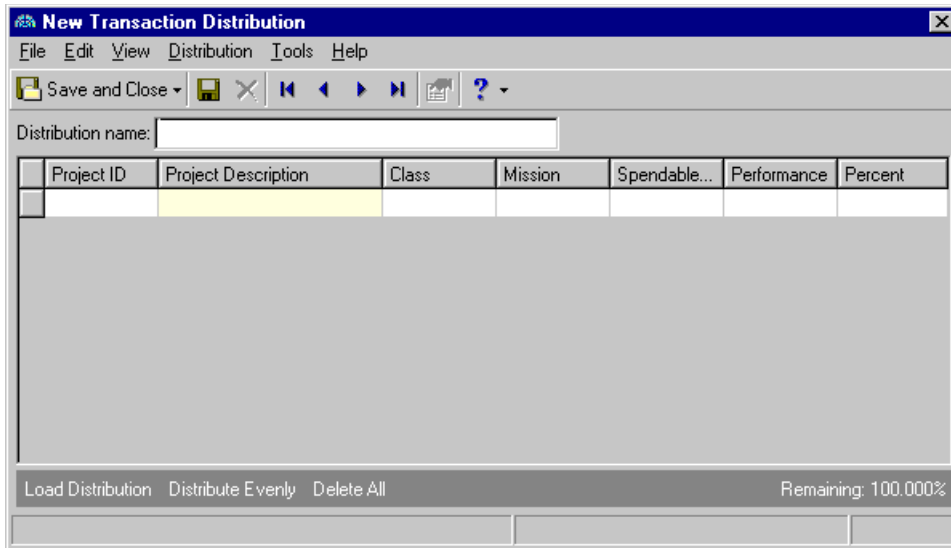 New Transaction Distribution
File Edit View Distribution Tools Help
Save and Close
Distribution name:
Project ID Project Description Class Mission Spendable... Performance Percent
Load Distribution Distribute Evenly Delete All Remaining: 100.000%